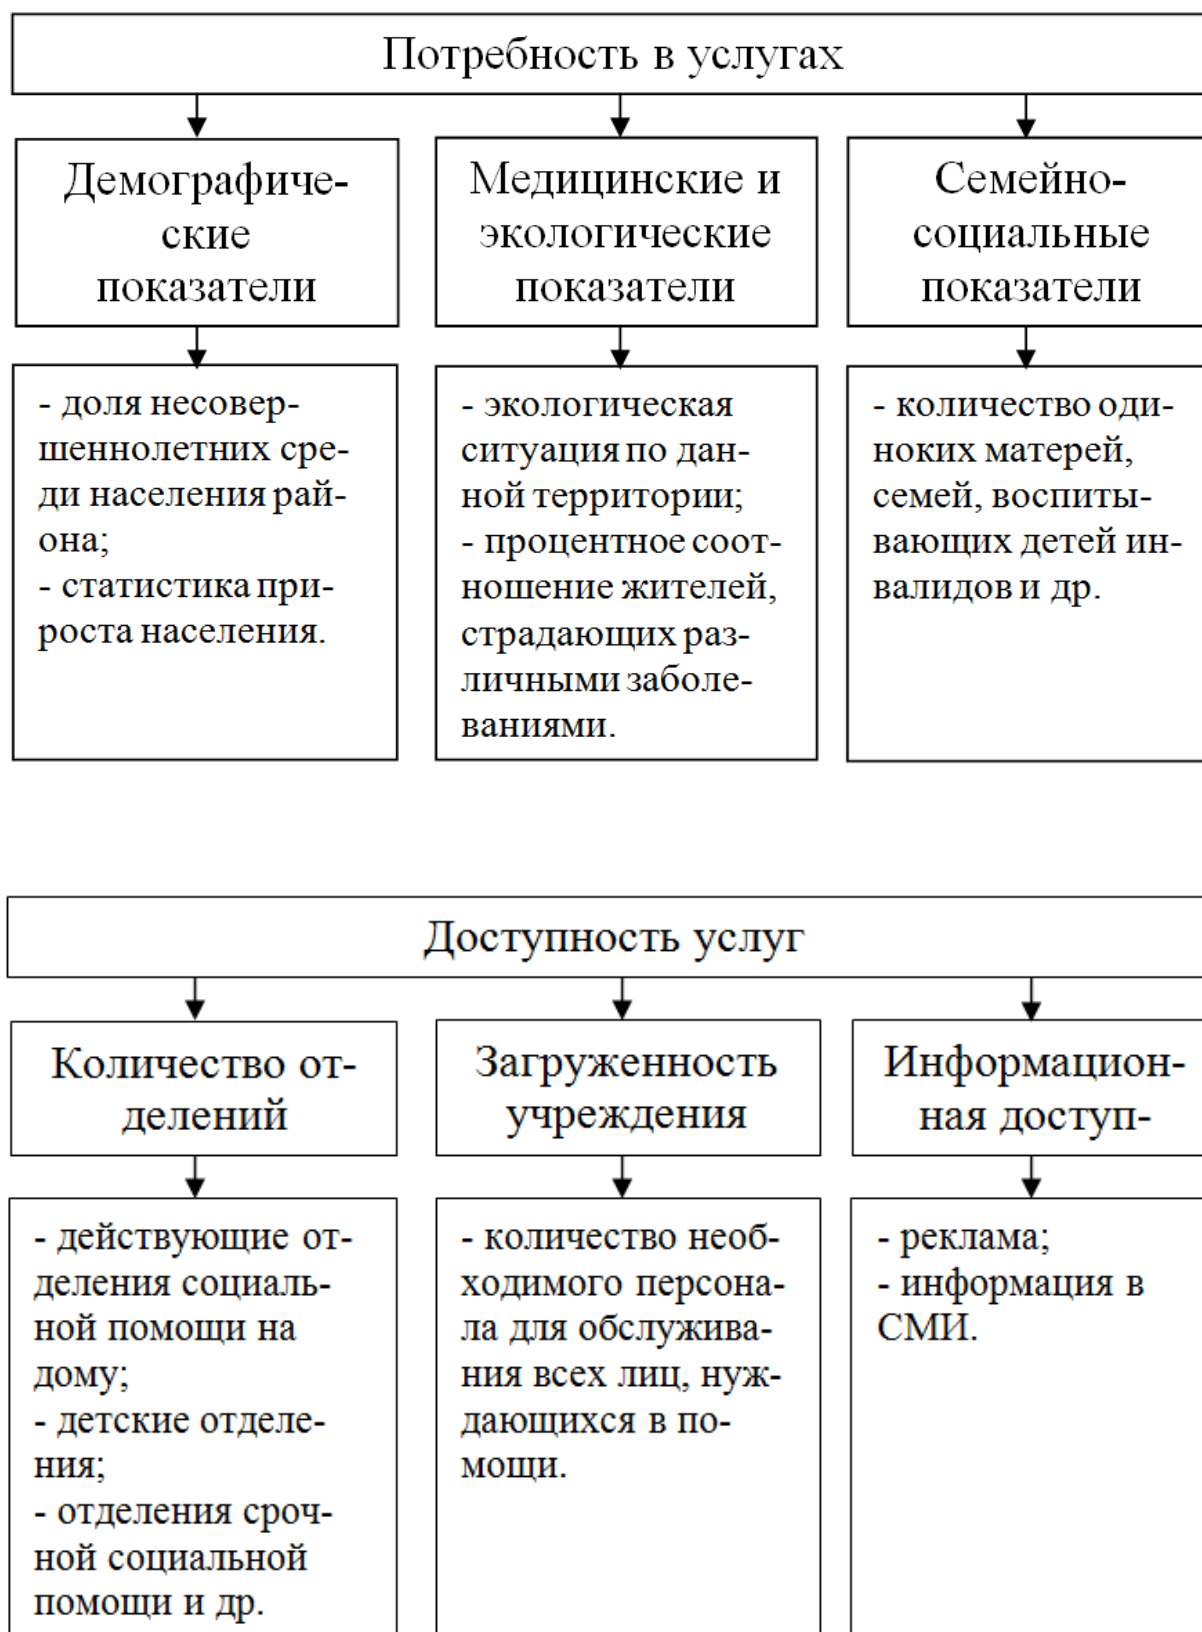 Потребность в услугах
Демографиче-
ские
показатели
Медицинские и
экологические
показатели
Семейно-
социальные
показатели
- доля несовер-
шеннолетних сре-
ди населения рай-
она;
- статистика при-
роста населения.
- экологическая
ситуация по дан-
ной территории;
- процентное соот-
ношение жителей,
страдающих раз-
личными заболе-
ваниями.
- количество оди-
ноких матерей,
семей, воспиты-
вающих детей ин-
валидов и др.
Доступность услуг
Количество от-
делений
Загруженность
учреждения
Информацион-
ная доступ-
- действующие от-
деления социаль-
ной помощи на
дому;
- детские отделе-
ния;
- отделения сроч-
ной социальной
помощи и др.
- количество необ-
ходимого персона-
ла для обслужива-
ния всех лиц, нуж-
дающихся в по-
мощи.
- реклама;
- информация в
СМИ.